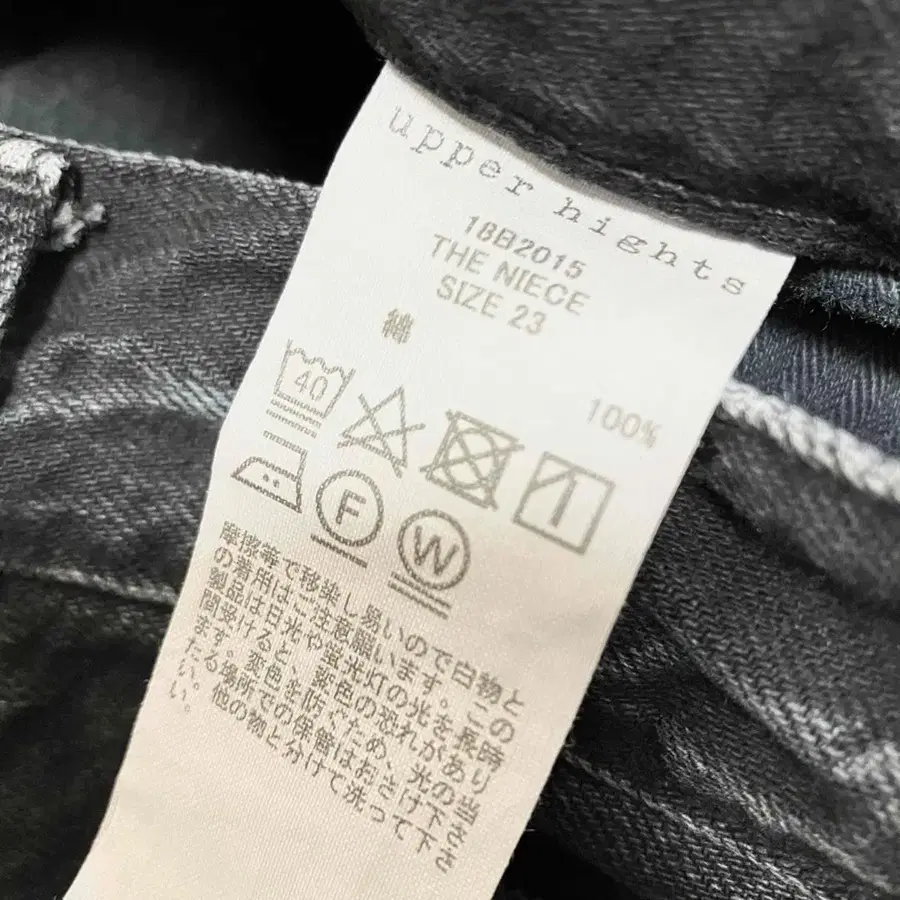 upper hights
18B2015
THE NIECE
SIZE 23
綿
100%
40
F
W
摩擦等で移染し易いので白物と
の着用はご注意願います。この
製品は日光や蛍光灯の光を長時
間受けると、変色の恐れがあり
ます。変色を防ぐため、光の当
たる場所での保管はおさけ下さ
い。他の物と分けて洗って下さ
い。